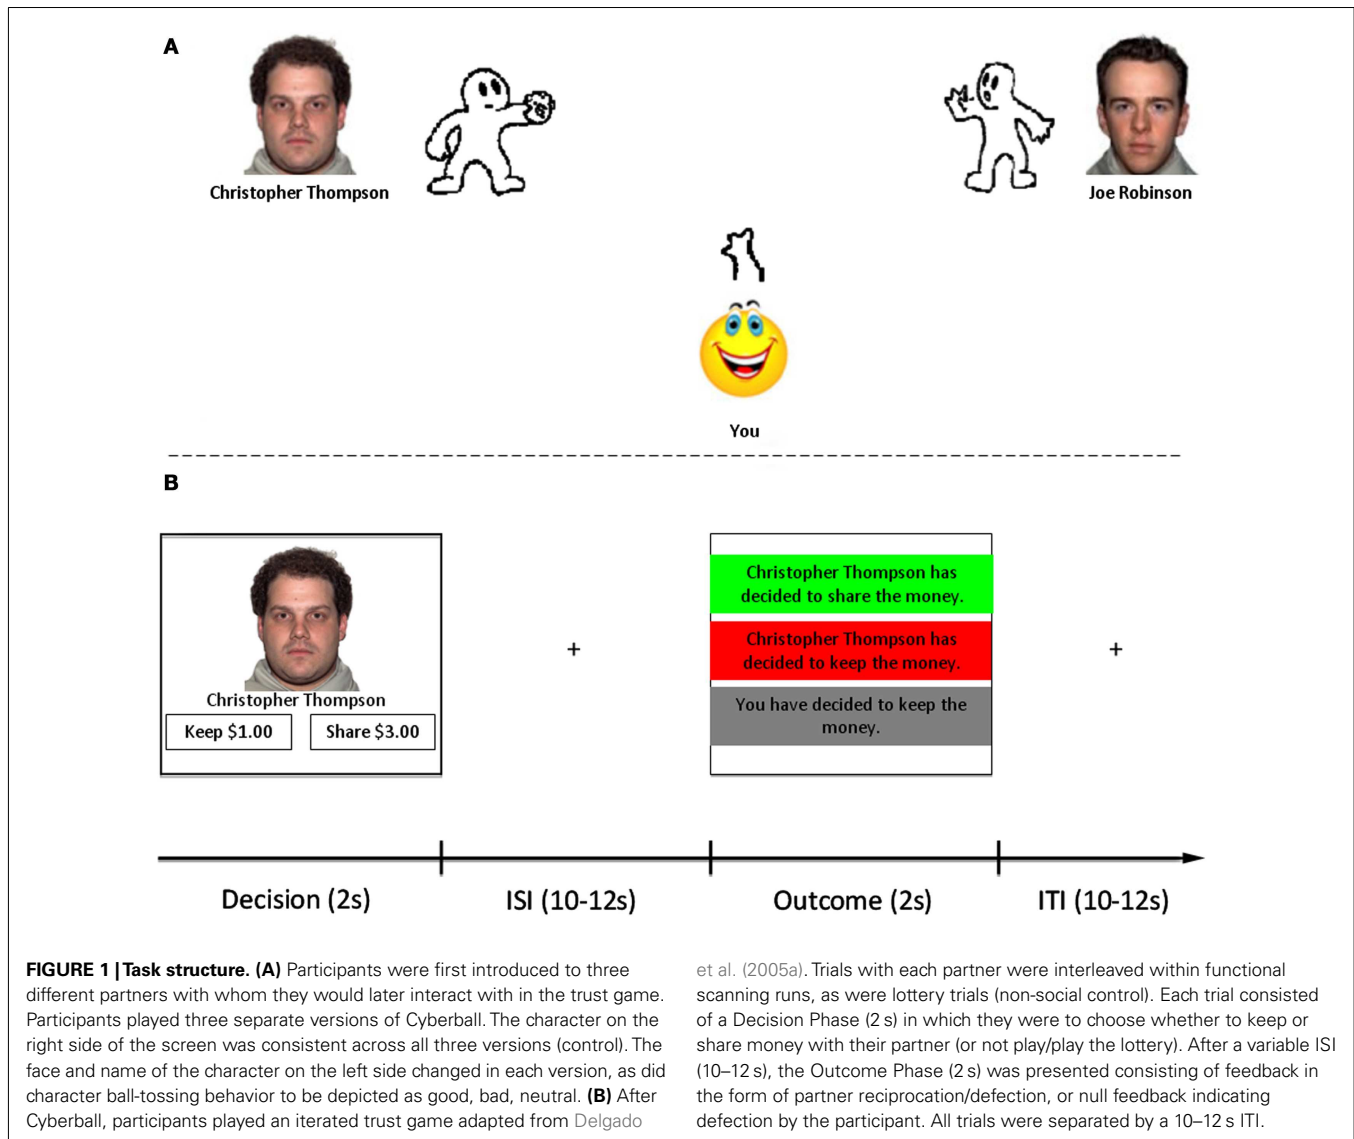 A
Christopher Thompson
Joe Robinson
You
B
Christopher Thompson
Keep $1.00
Share $3.00
+
Christopher Thompson has
decided to share the money.
Christopher Thompson has
decided to keep the money.
You have decided to keep the
money.
+
Decision (2s)
ISI (10-12s)
Outcome (2s)
ITI (10-12s)
FIGURE 1 | Task structure. (A) Participants were first introduced to three
different partners with whom they would later interact with in the trust game.
Participants played three separate versions of Cyberball. The character on the
right side of the screen was consistent across all three versions (control). The
face and name of the character on the left side changed in each version, as did
character ball-tossing behavior to be depicted as good, bad, neutral. (B) After
Cyberball, participants played an iterated trust game adapted from Delgado
et al. (2005a). Trials with each partner were interleaved within functional
scanning runs, as were lottery trials (non-social control). Each trial consisted
of a Decision Phase (2 s) in which they were to choose whether to keep or
share money with their partner (or not play/play the lottery). After a variable ISI
(10–12 s), the Outcome Phase (2 s) was presented consisting of feedback in
the form of partner reciprocation/defection, or null feedback indicating
defection by the participant. All trials were separated by a 10–12 s ITI.